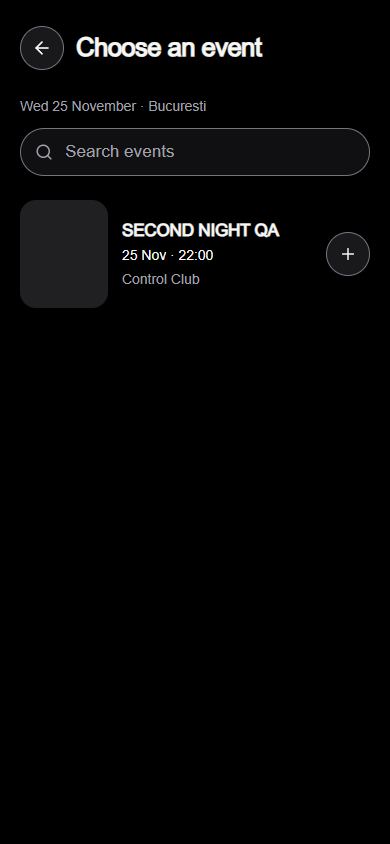 Choose an event
Wed 25 November · Bucuresti
Search events
SECOND NIGHT QA
25 Nov · 22:00
Control Club